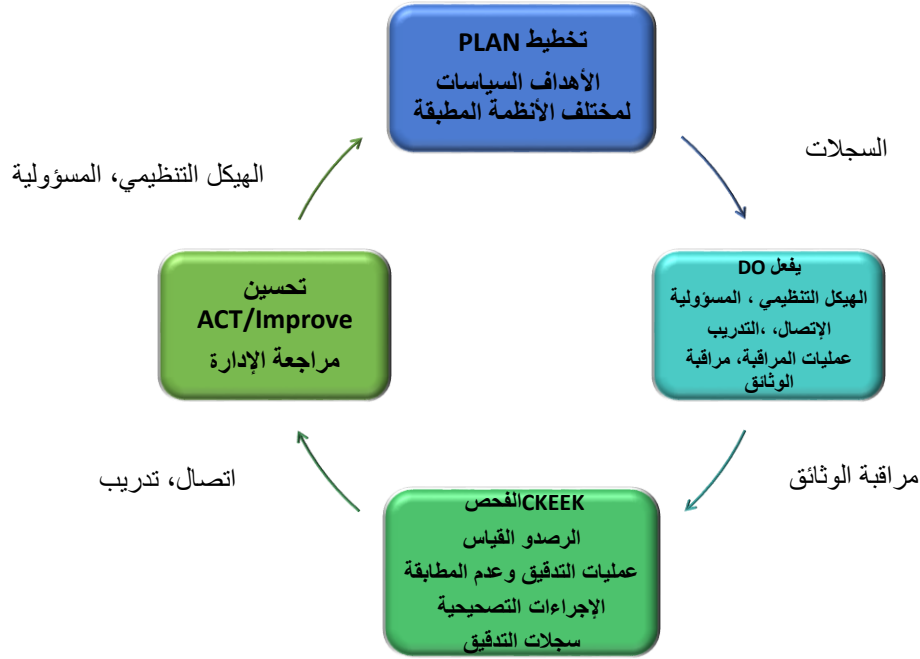 تخطيط PLAN
الأهداف السياسات
لمختلف الأنظمة المطبقة
السجلات
يفعل DO
الهيكل التنظيمي ، المسؤولية
الإتصال، ،التدريب
عمليات المراقبة، مراقبة
الوثائق
مراقبة الوثائق
CKEEKالفحص
الرصدو القياس
عمليات التدقيق وعدم المطابقة
الإجراءات التصحيحية
سجلات التدقيق
اتصال، تدريب
تحسين
ACT/Improve
مراجعة الإدارة
الهيكل التنظيمي، المسؤولية